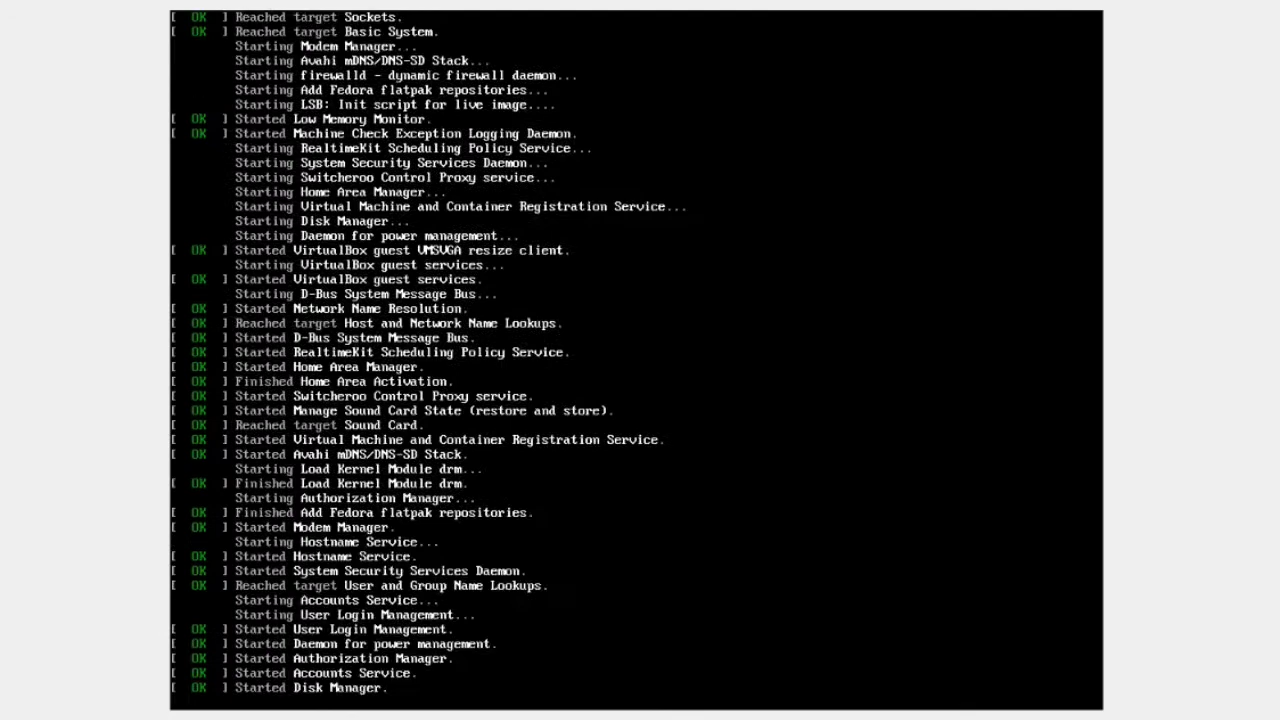 [  OK  ] Reached target Sockets.
[  OK  ] Reached target Basic System.
Starting Modem Manager...
Starting Avahi mDNS/DNS-SD Stack...
Starting firewalld - dynamic firewall daemon...
Starting Add Fedora flatpak repositories...
Starting LSB: Init script for live image....
[  OK  ] Started Low Memory Monitor.
[  OK  ] Started Machine Check Exception Logging Daemon.
Starting RealtimeKit Scheduling Policy Service...
Starting System Security Services Daemon...
Starting Switcheroo Control Proxy service...
Starting Home Area Manager...
Starting Virtual Machine and Container Registration Service...
Starting Disk Manager...
Starting Daemon for power management...
[  OK  ] Started VirtualBox guest VMSVGA resize client.
Starting VirtualBox guest services...
[  OK  ] Started VirtualBox guest services.
Starting D-Bus System Message Bus...
[  OK  ] Started Network Name Resolution.
[  OK  ] Reached target Host and Network Name Lookups.
[  OK  ] Started D-Bus System Message Bus.
[  OK  ] Started RealtimeKit Scheduling Policy Service.
[  OK  ] Started Home Area Manager.
[  OK  ] Finished Home Area Activation.
[  OK  ] Started Switcheroo Control Proxy service.
[  OK  ] Started Manage Sound Card State (restore and store).
[  OK  ] Reached target Sound Card.
[  OK  ] Started Virtual Machine and Container Registration Service.
[  OK  ] Started Avahi mDNS/DNS-SD Stack.
Starting Load Kernel Module drm...
[  OK  ] Finished Load Kernel Module drm.
Starting Authorization Manager...
[  OK  ] Finished Add Fedora flatpak repositories.
[  OK  ] Started Modem Manager.
Starting Hostname Service...
[  OK  ] Started Hostname Service.
[  OK  ] Started System Security Services Daemon.
[  OK  ] Reached target User and Group Name Lookups.
Starting Accounts Service...
Starting User Login Management...
[  OK  ] Started User Login Management.
[  OK  ] Started Daemon for power management.
[  OK  ] Started Authorization Manager.
[  OK  ] Started Accounts Service.
[  OK  ] Started Disk Manager.